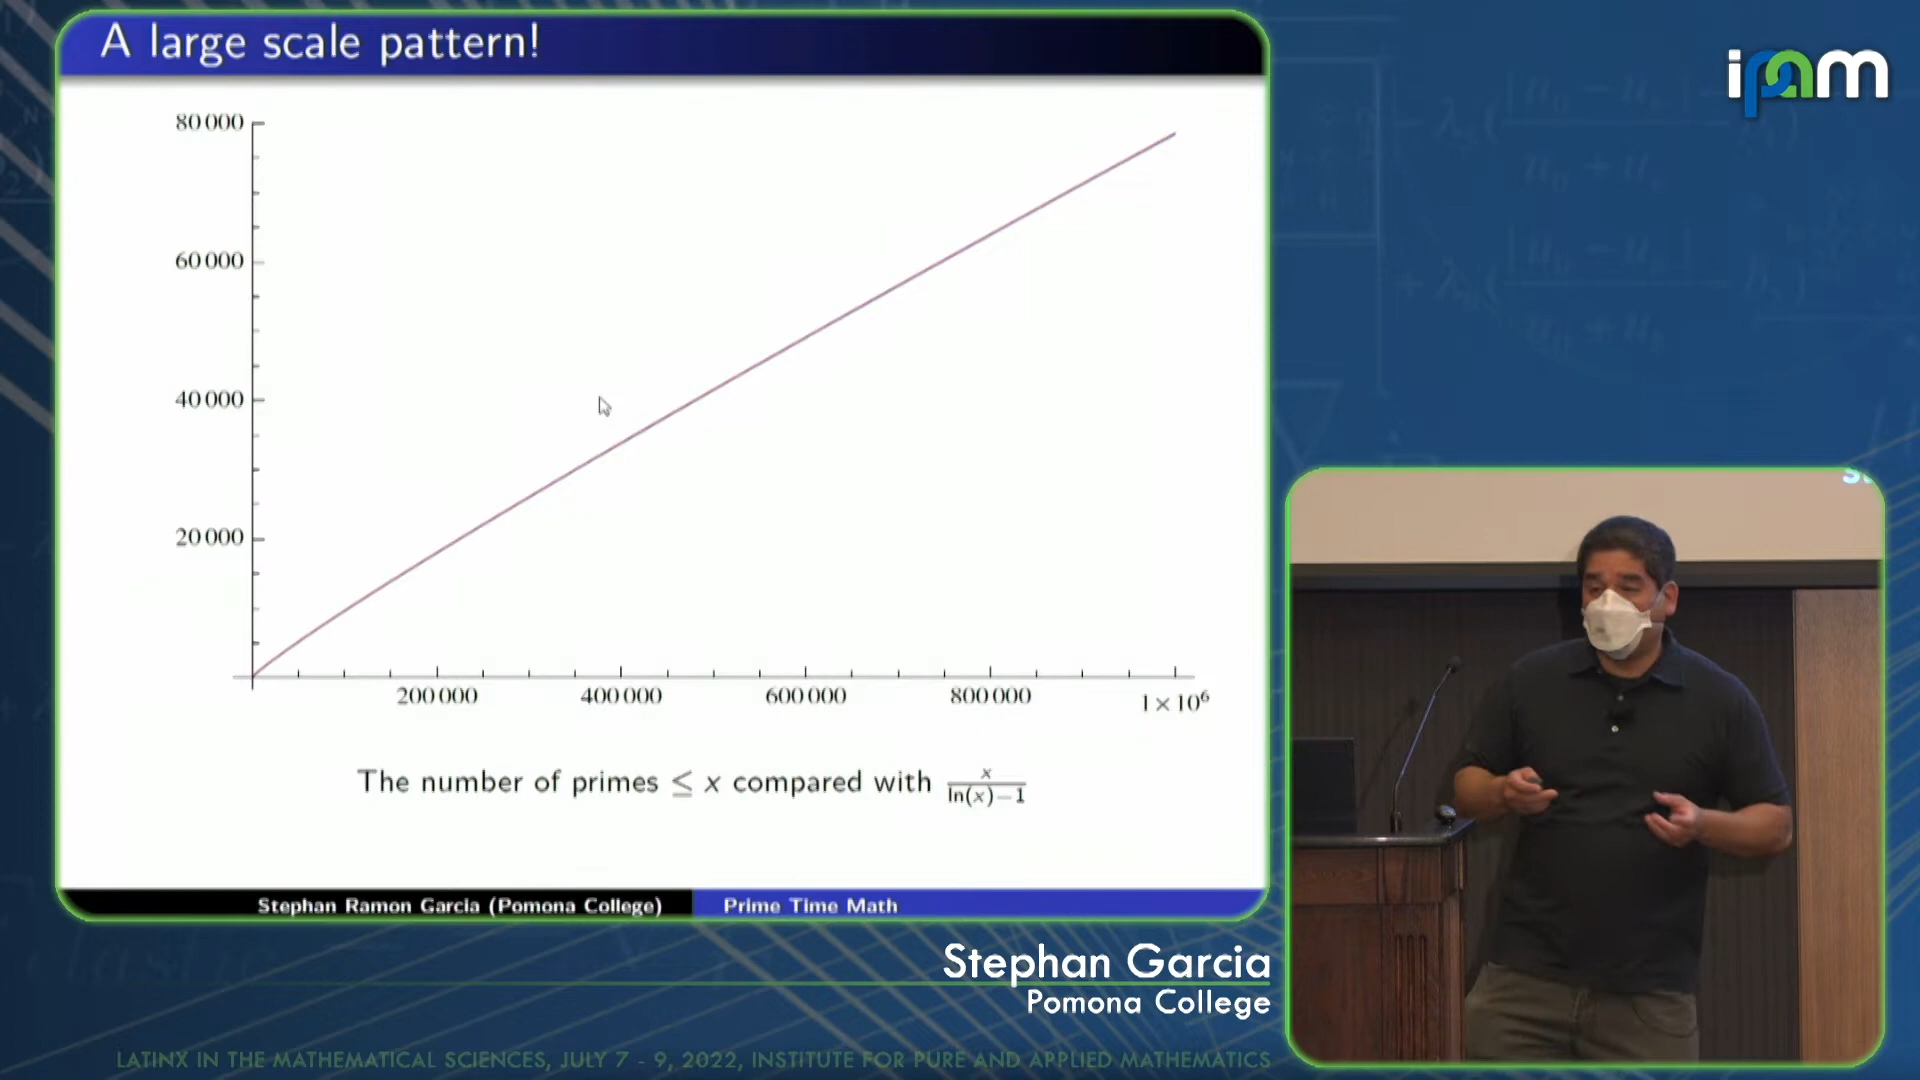 A large scale pattern!
80 000
60 000
40 000
20 000
200 000 400 000 600 000 800 000 1 × 10⁶
The number of primes ≤ x compared with x/ln(x)−1
Stephan Ramon Garcia (Pomona College) Prime Time Math
ipam
Stephan Garcia
Pomona College
LATINX IN THE MATHEMATICAL SCIENCES, JULY 7 - 9, 2022, INSTITUTE FOR PURE AND APPLIED MATHEMATICS